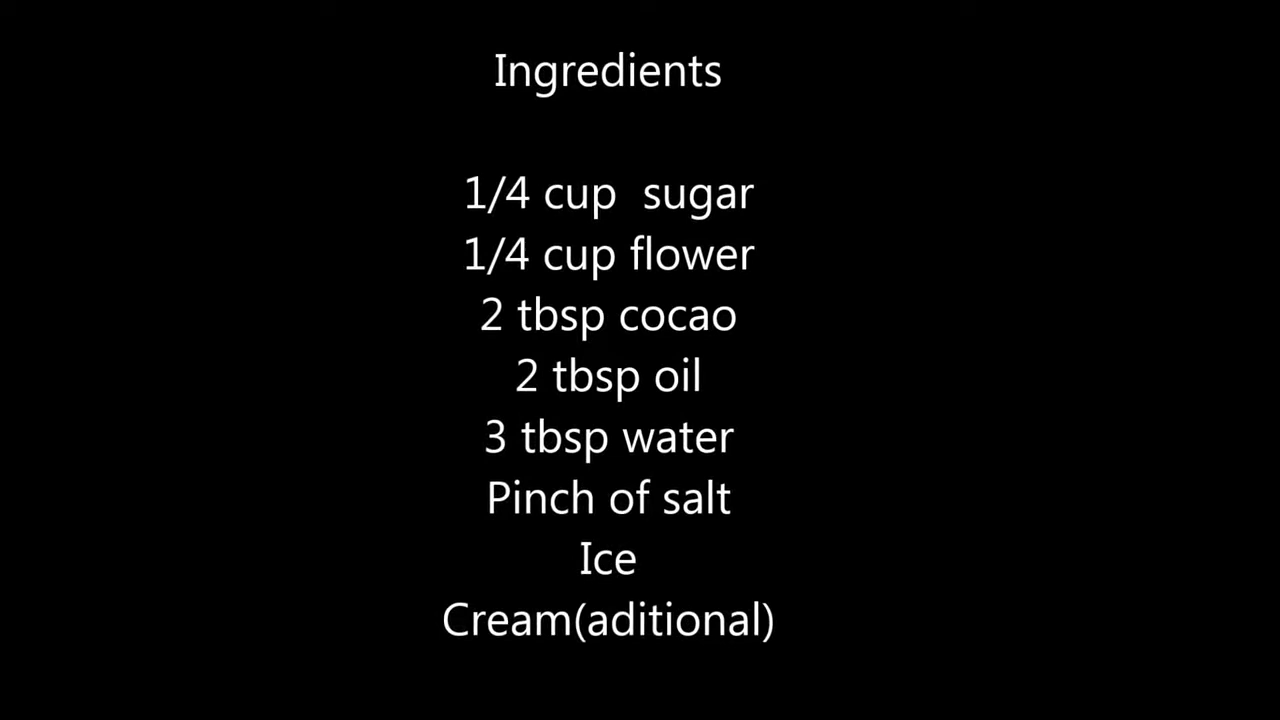 Ingredients
1/4 cup  sugar
1/4 cup flower
2 tbsp cocao
2 tbsp oil
3 tbsp water
Pinch of salt
Ice
Cream(aditional)